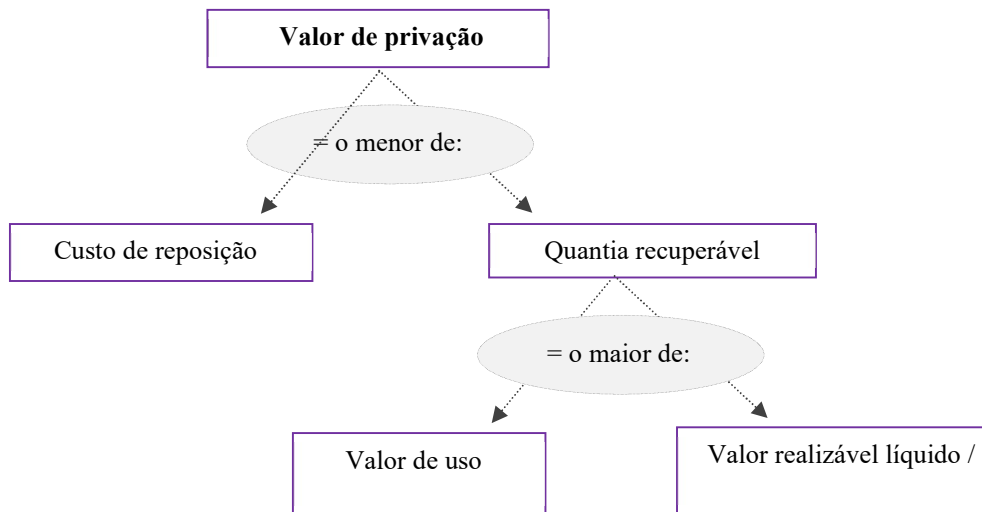 Valor de privação
= o menor de:
Custo de reposição
Quantia recuperável
= o maior de:
Valor de uso
Valor realizável líquido /